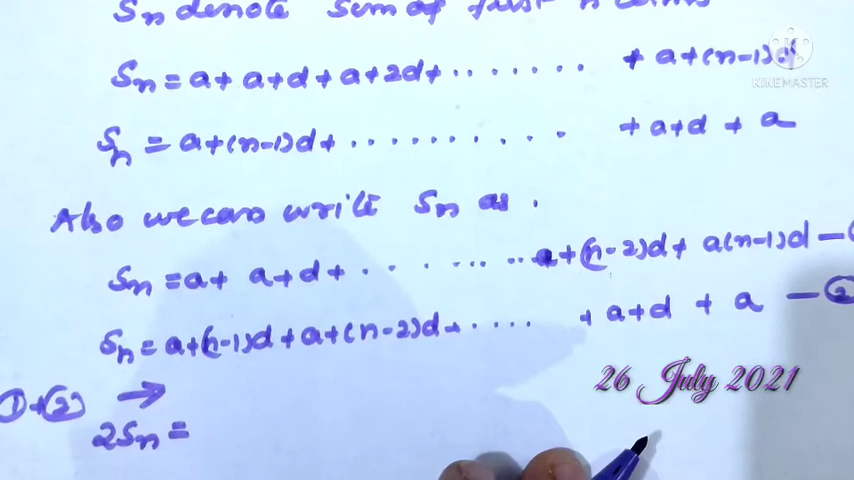 Sn denote Sum of first n terms
Sn = a + a+d + a+2d + ........ + a+(n-1)d
KINEMASTER
Sn = a+(n-1)d + .......... + a+d + a
Also we can write Sn as .
Sn = a + a+d + ........ a+(n-2)d + a(n-1)d —
Sn = a+(n-1)d + a+(n-2)d + .... + a+d + a — ②
26 July 2021
① + ② →
2Sn =